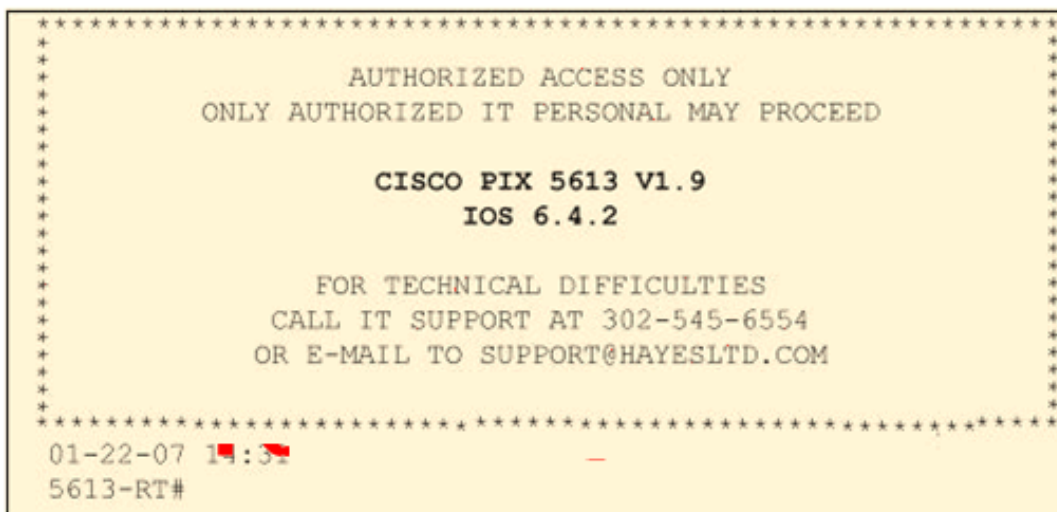 AUTHORIZED ACCESS ONLY
ONLY AUTHORIZED IT PERSONAL MAY PROCEED
CISCO PIX 5613 V1.9
IOS 6.4.2
FOR TECHNICAL DIFFICULTIES
CALL IT SUPPORT AT 302-545-6554
OR E-MAIL TO SUPPORT@HAYESLTD.COM
01-22-07
5613-RT#